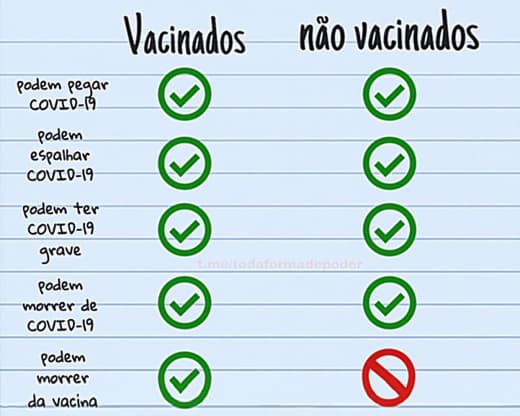 Vacinados
não vacinados
podem pegar
COVID-19
podem
espalhar
COVID-19
podem ter
COVID-19
grave
t.me/todaformadepoder
podem
morrer de
COVID-19
podem
morrer
da vacina